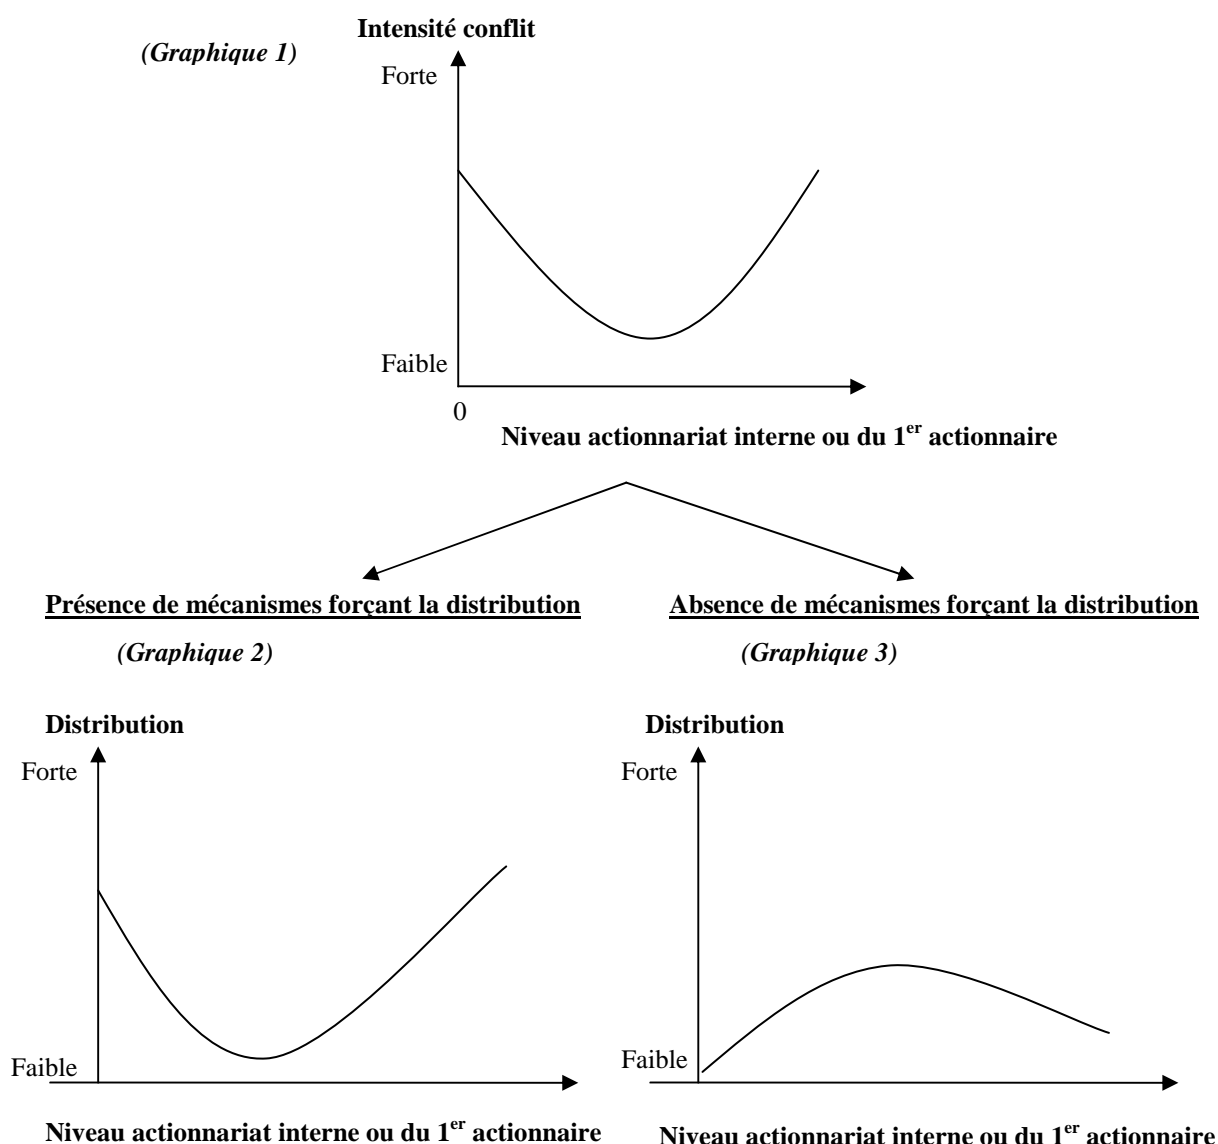 Intensité conflit
(Graphique 1)
Forte
Faible
0
Niveau actionnariat interne ou du 1er actionnaire
Présence de mécanismes forçant la distribution
(Graphique 2)
Distribution
Forte
Faible
Niveau actionnariat interne ou du 1er actionnaire
Absence de mécanismes forçant la distribution
(Graphique 3)
Distribution
Forte
Faible
Niveau actionnariat interne ou du 1er actionnaire